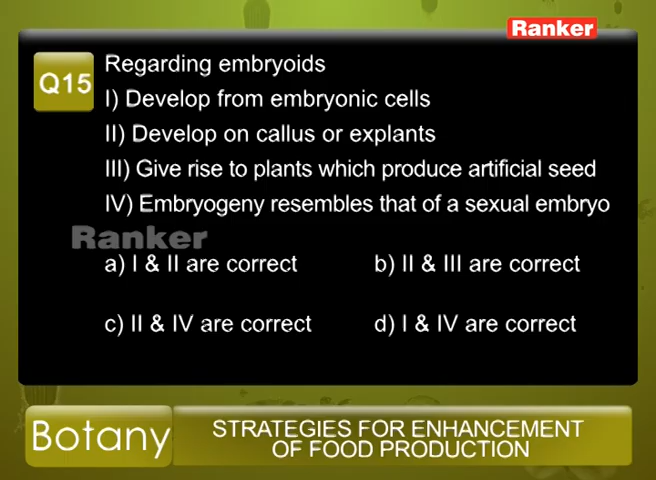 Ranker
Q15
Regarding embryoids
I) Develop from embryonic cells
II) Develop on callus or explants
III) Give rise to plants which produce artificial seed
IV) Embryogeny resembles that of a sexual embryo
Ranker
a) I & II are correct
b) II & III are correct
c) II & IV are correct
d) I & IV are correct
Botany
STRATEGIES FOR ENHANCEMENT
OF FOOD PRODUCTION